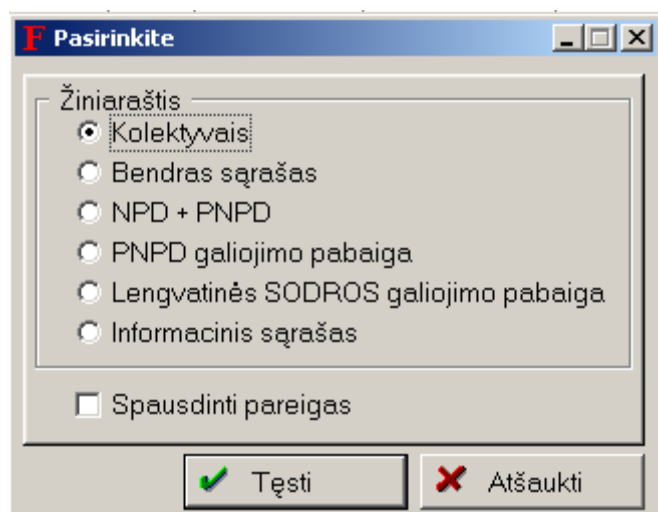 F Pasirinkite
Žiniaraštis
Kolektyvais
Bendras sąrašas
NPD + PNPD
PNPD galiojimo pabaiga
Lengvatinės SODROS galiojimo pabaiga
Informacinis sąrašas
Spausdinti pareigas
Tęsti
Atšaukti